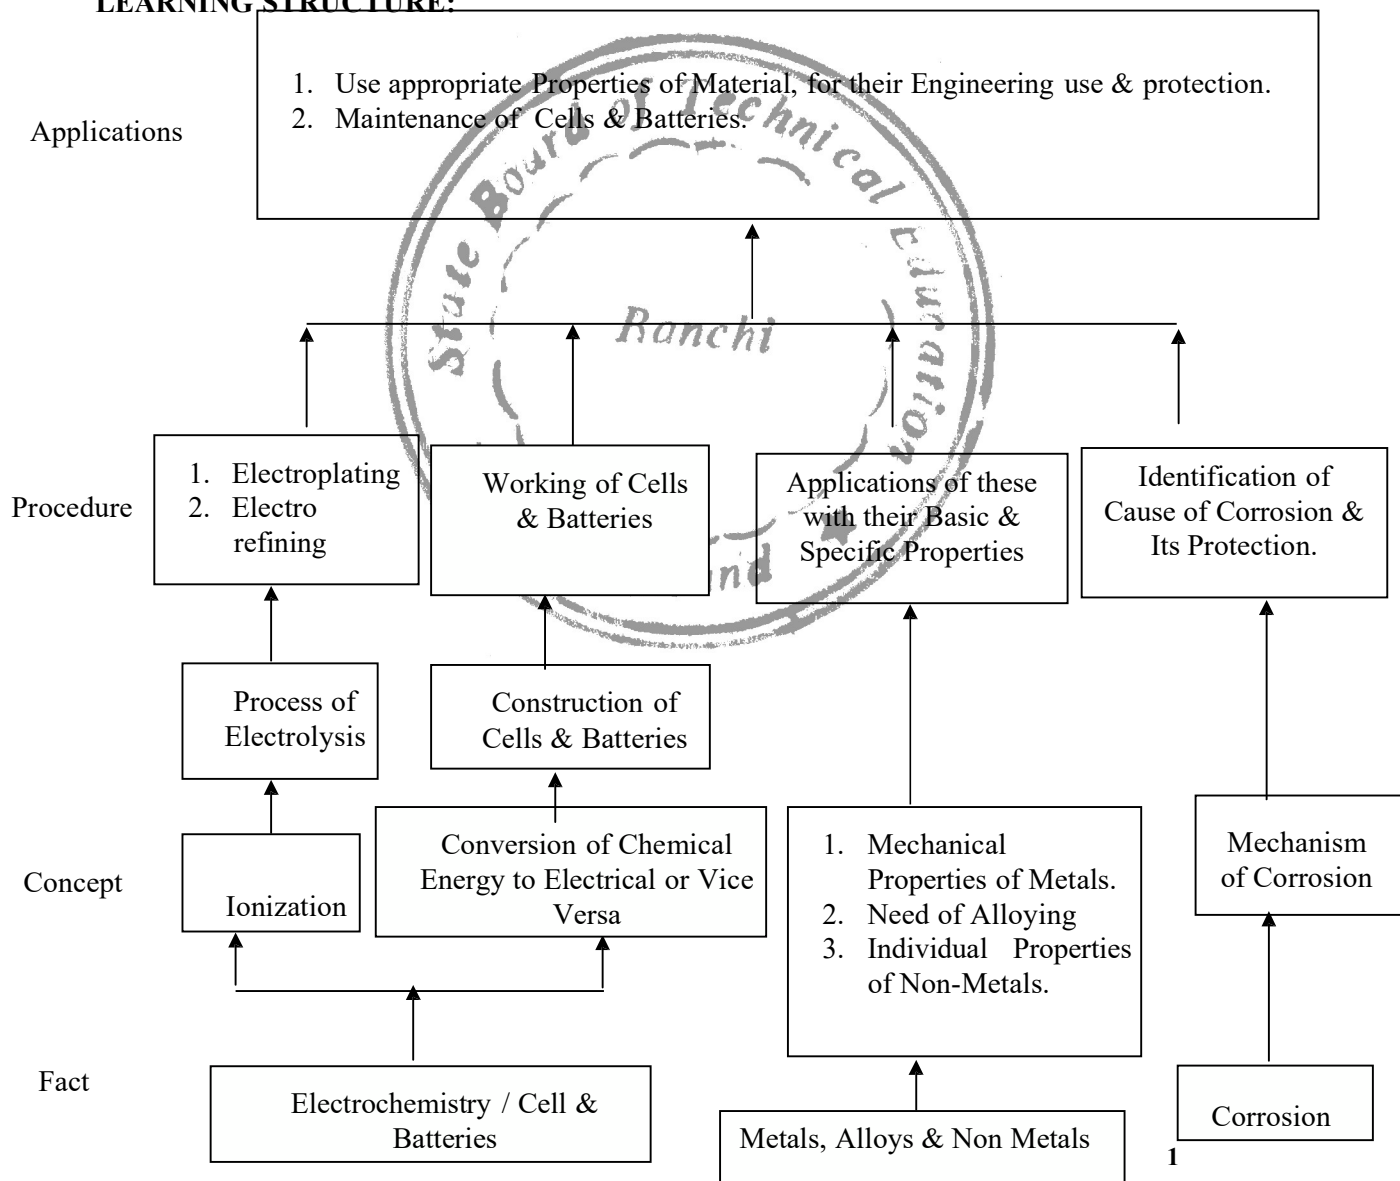 LEARNING STRUCTURE:
Applications
1. Use appropriate Properties of Material, for their Engineering use & protection.
2. Maintenance of Cells & Batteries.
State Board of Technical Education
Ranchi
Procedure
1. Electroplating
2. Electro
refining
Working of Cells
& Batteries
Applications of these
with their Basic &
Specific Properties
Identification of
Cause of Corrosion &
Its Protection.
Process of
Electrolysis
Construction of
Cells & Batteries
Concept
Ionization
Conversion of Chemical
Energy to Electrical or Vice
Versa
1. Mechanical
Properties of Metals.
2. Need of Alloying
3. Individual Properties
of Non-Metals.
Mechanism
of Corrosion
Fact
Electrochemistry / Cell &
Batteries
Metals, Alloys & Non Metals
Corrosion
1